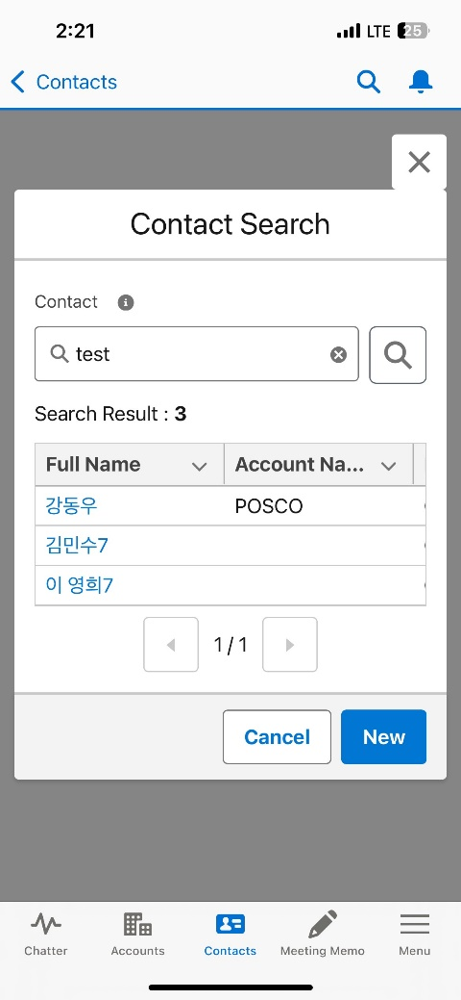 2:21 LTE 25
Contacts
Contact Search
Contact
test
Search Result : 3
Full Name Account Na...
강동우 POSCO
김민수7
이 영희7
1/1
Cancel New
Chatter Accounts Contacts Meeting Memo Menu